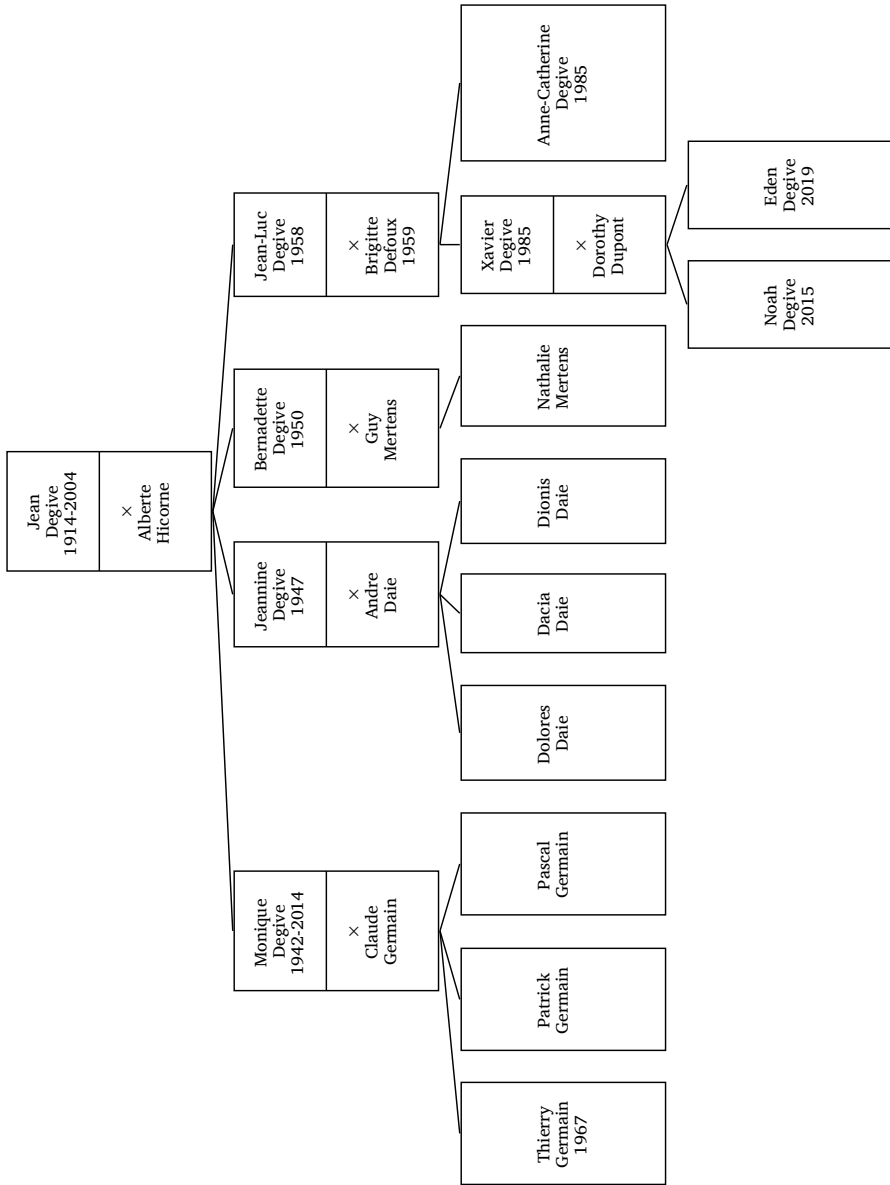 Jean
Degive
1914-2004
×
Alberte
Hicorne
Monique
Degive
1942-2014
×
Claude
Germain
Jeannine
Degive
1947
×
Andre
Daie
Bernadette
Degive
1950
×
Guy
Mertens
Jean-Luc
Degive
1958
×
Brigitte
Defoux
1959
Thierry
Germain
1967
Patrick
Germain
Pascal
Germain
Dolores
Daie
Dacia
Daie
Dionis
Daie
Nathalie
Mertens
Xavier
Degive
1985
×
Dorothy
Dupont
Anne-Catherine
Degive
1985
Noah
Degive
2015
Eden
Degive
2019